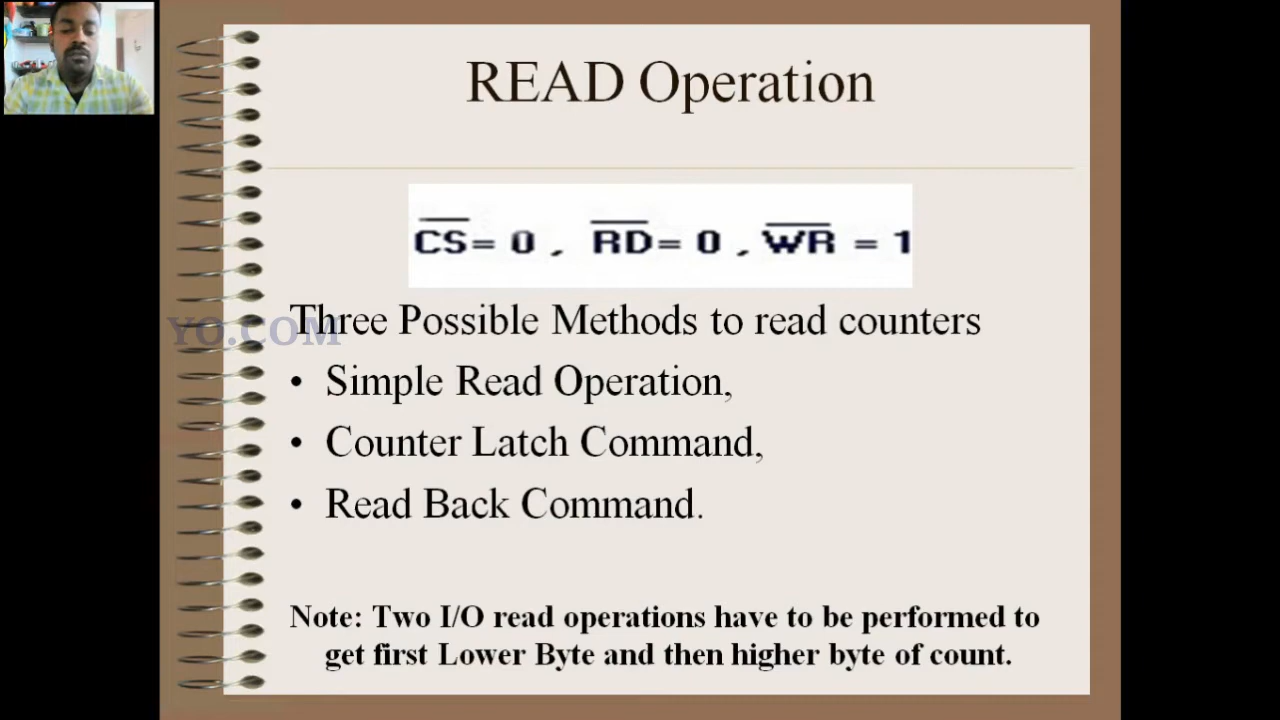 READ Operation
CS= 0 , RD= 0 , WR = 1
YO.COM
Three Possible Methods to read counters
• Simple Read Operation,
• Counter Latch Command,
• Read Back Command.
Note: Two I/O read operations have to be performed to
get first Lower Byte and then higher byte of count.